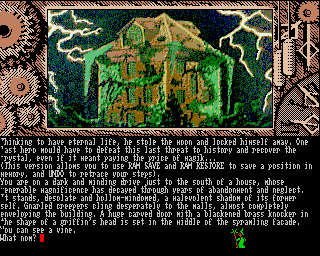 Thinking to have eternal life, he stole the moon and locked himself away. One
last hero would have to defeat this last threat to history and recover the
crystal, even if it meant paying the price of magik...
(This version allows you to use RAM SAVE and RAM RESTORE to save a position in
memory, and UNDO to retrace your steps).
You are on a dark and winding drive just to the south of a house, whose
venerable magnificence has decayed through years of abandonment and neglect.
It stands, desolate and hollow-windowed, a malevolent shadow of its former
self. Gnarled creepers cling desperately to the walls, almost completely
enveloping the building. A huge carved door with a blackened brass knocker in
the shape of a griffin's head is set in the middle of the sprawling facade.
You can see a vine.
What now?